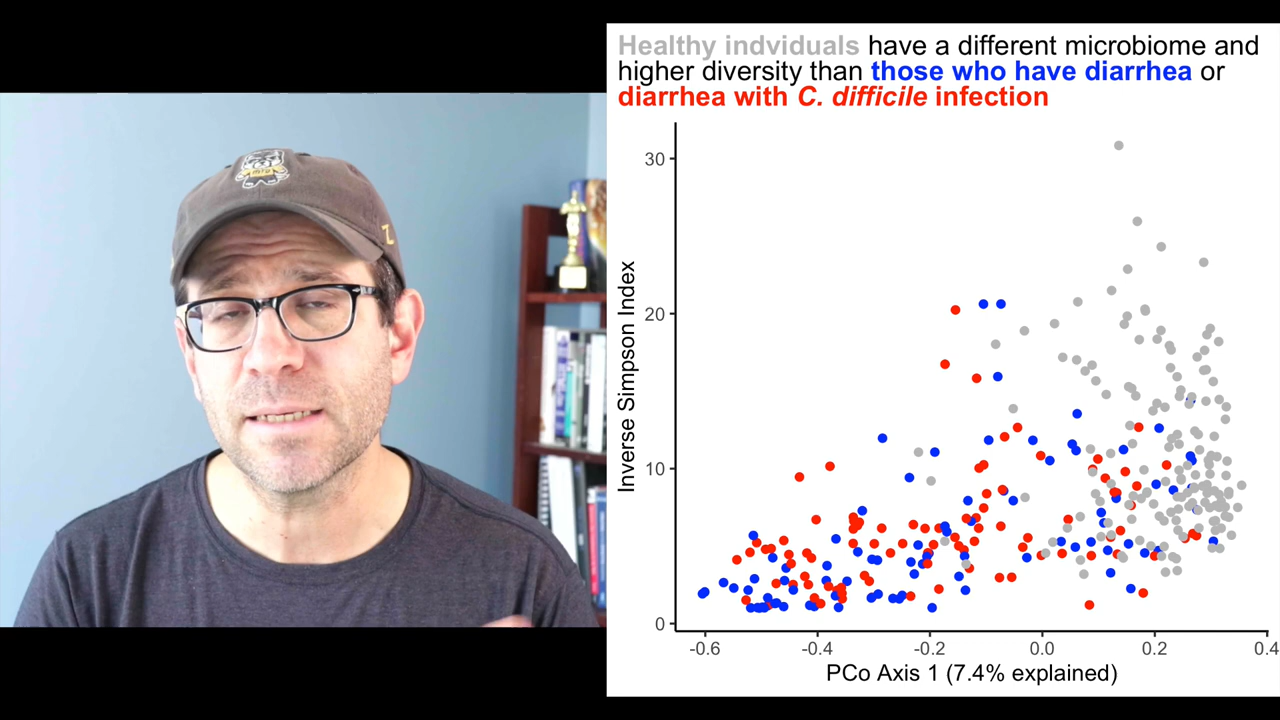 Healthy indviduals have a different microbiome and
higher diversity than those who have diarrhea or
diarrhea with C. difficile infection
30
20
10
0
Inverse Simpson Index
-0.6 -0.4 -0.2 0.0 0.2 0.4
PCo Axis 1 (7.4% explained)